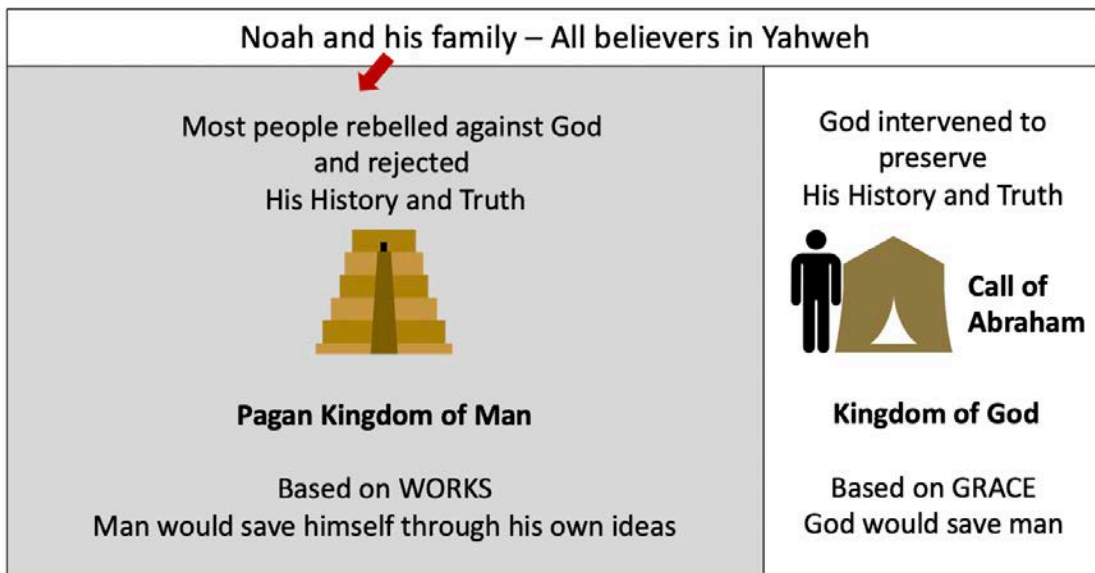 Noah and his family – All believers in Yahweh
Most people rebelled against God
and rejected
His History and Truth
Pagan Kingdom of Man
Based on WORKS
Man would save himself through his own ideas
God intervened to
preserve
His History and Truth
Call of
Abraham
Kingdom of God
Based on GRACE
God would save man